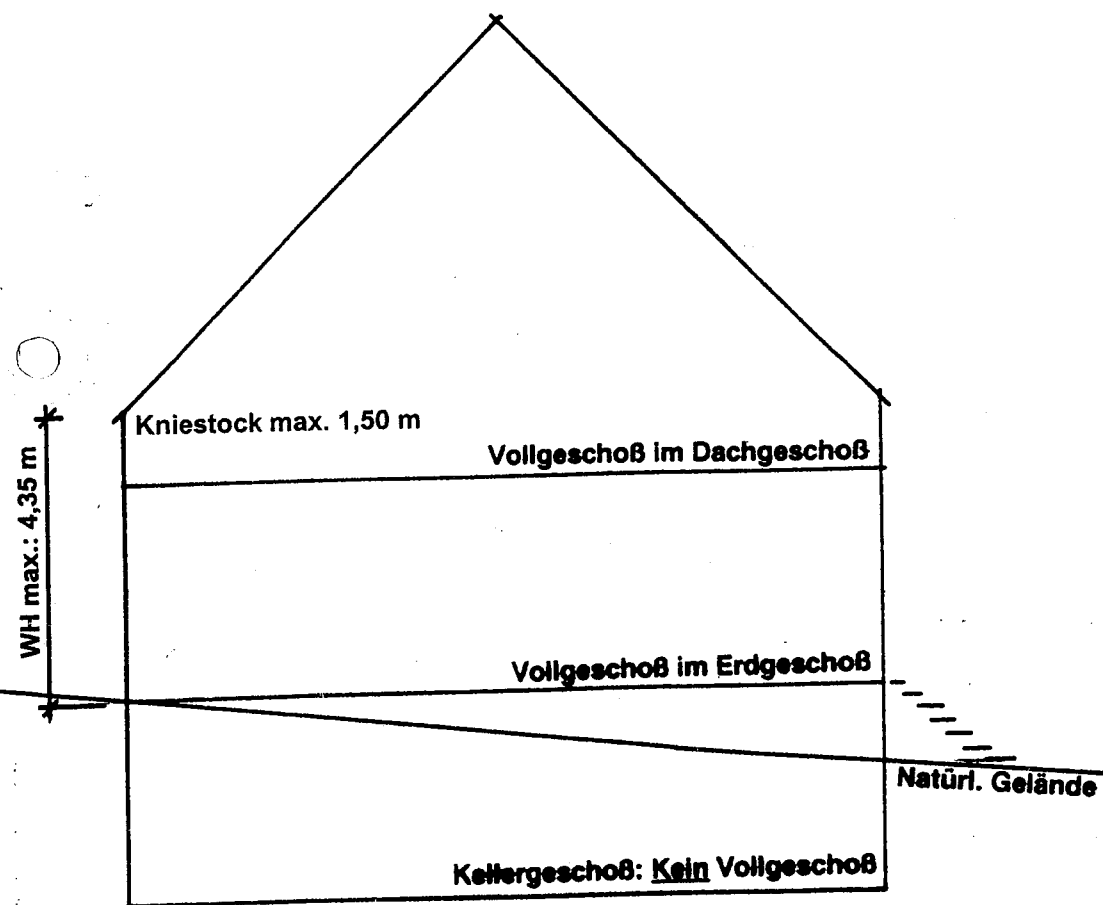 Kniestock max. 1,50 m
WH max.: 4,35 m
Vollgeschoß im Dachgeschoß
Vollgeschoß im Erdgeschoß
Natürl. Gelände
Kellergeschoß: Kein Vollgeschoß